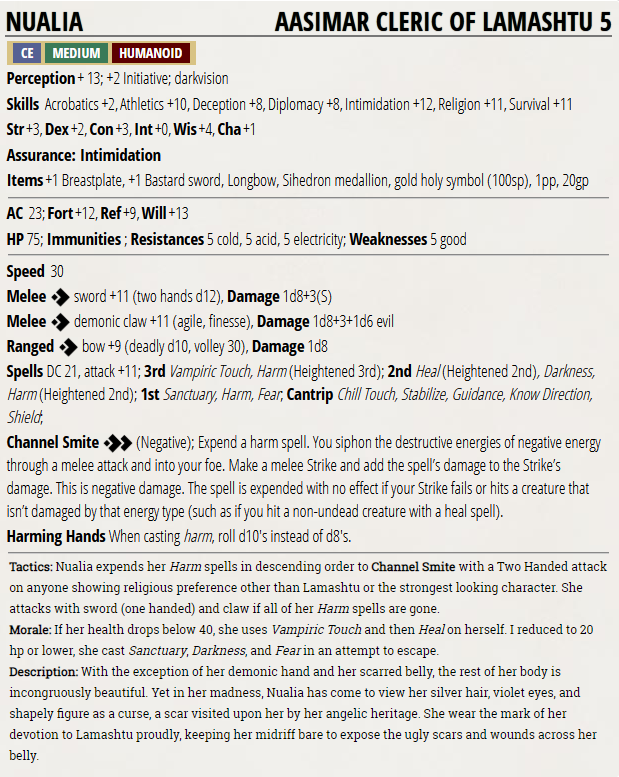 NUALIA AASIMAR CLERIC OF LAMASHTU 5
CE MEDIUM HUMANOID
Perception + 13; +2 Initiative; darkvision
Skills Acrobatics +2, Athletics +10, Deception +8, Diplomacy +8, Intimidation +12, Religion +11, Survival +11
Str +3, Dex +2, Con +3, Int +0, Wis +4, Cha +1
Assurance: Intimidation
Items +1 Breastplate, +1 Bastard sword, Longbow, Sihedron medallion, gold holy symbol (100sp), 1pp, 20gp
AC 23; Fort +12, Ref +9, Will +13
HP 75; Immunities ; Resistances 5 cold, 5 acid, 5 electricity; Weaknesses 5 good
Speed 30
Melee sword +11 (two hands d12), Damage 1d8+3(S)
Melee demonic claw +11 (agile, finesse), Damage 1d8+3+1d6 evil
Ranged bow +9 (deadly d10, volley 30), Damage 1d8
Spells DC 21, attack +11; 3rd Vampiric Touch, Harm (Heightened 3rd); 2nd Heal (Heightened 2nd), Darkness,
Harm (Heightened 2nd); 1st Sanctuary, Harm, Fear; Cantrip Chill Touch, Stabilize, Guidance, Know Direction,
Shield;
Channel Smite (Negative); Expend a harm spell. You siphon the destructive energies of negative energy
through a melee attack and into your foe. Make a melee Strike and add the spell's damage to the Strike's
damage. This is negative damage. The spell is expended with no effect if your Strike fails or hits a creature that
isn't damaged by that energy type (such as if you hit a non-undead creature with a heal spell).
Harming Hands When casting harm, roll d10's instead of d8's.
Tactics: Nualia expends her Harm spells in descending order to Channel Smite with a Two Handed attack
on anyone showing religious preference other than Lamashtu or the strongest looking character. She
attacks with sword (one handed) and claw if all of her Harm spells are gone.
Morale: If her health drops below 40, she uses Vampiric Touch and then Heal on herself. I reduced to 20
hp or lower, she cast Sanctuary, Darkness, and Fear in an attempt to escape.
Description: With the exception of her demonic hand and her scarred belly, the rest of her body is
incongruously beautiful. Yet in her madness, Nualia has come to view her silver hair, violet eyes, and
shapely figure as a curse, a scar visited upon her by her angelic heritage. She wear the mark of her
devotion to Lamashtu proudly, keeping her midriff bare to expose the ugly scars and wounds across her
belly.